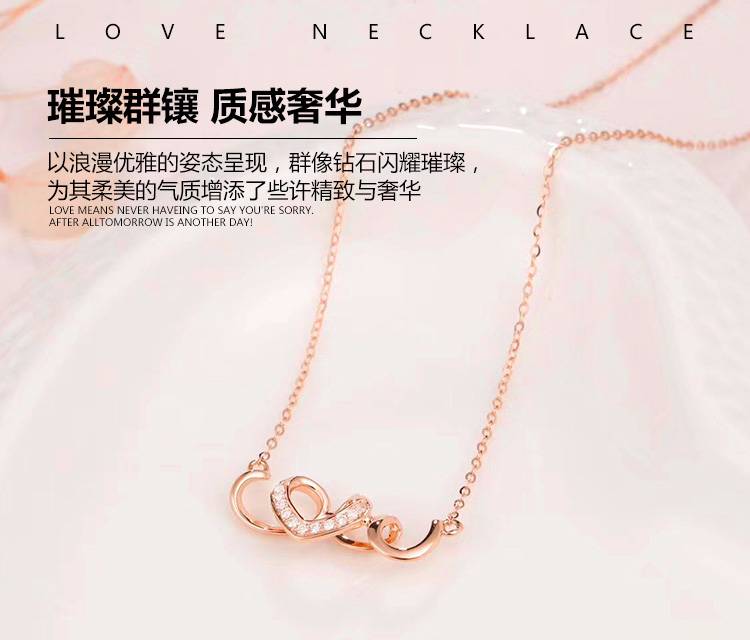 LOVE NECKLACE
璀璨群镶 质感奢华
以浪漫优雅的姿态呈现，群像钻石闪耀璀璨，
为其柔美的气质增添了些许精致与奢华
LOVE MEANS NEVER HAVEING TO SAY YOU'RE SORRY.
AFTER ALLTOMORROW IS ANOTHER DAY!